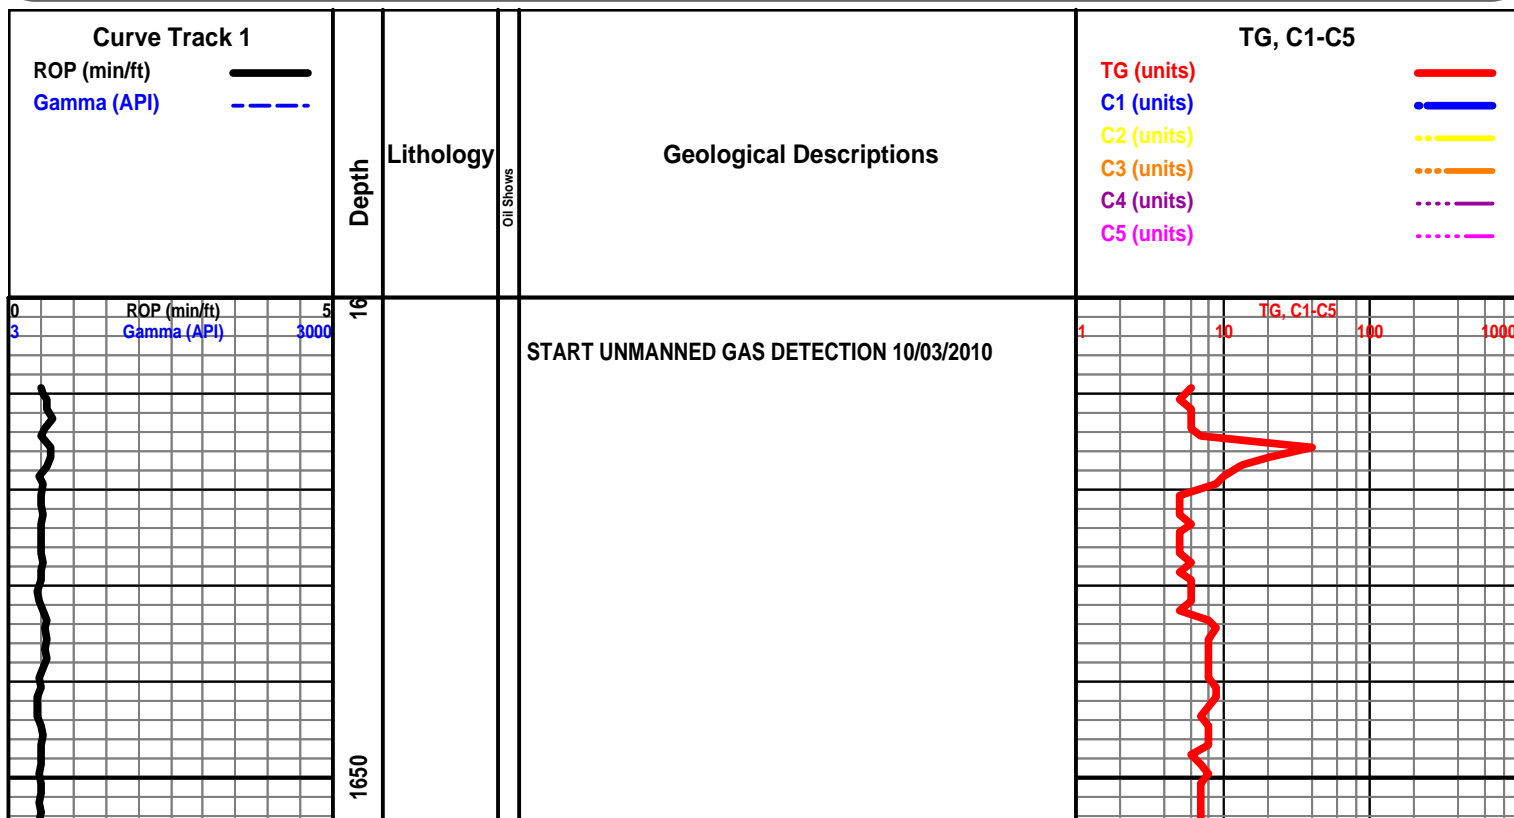 Curve Track 1
ROP (min/ft)
Gamma (API)
Depth
Lithology
Oil Shows
Geological Descriptions
TG, C1-C5
TG (units)
C1 (units)
C2 (units)
C3 (units)
C4 (units)
C5 (units)
0 ROP (min/ft) 5
3 Gamma (API) 3000
16
START UNMANNED GAS DETECTION 10/03/2010
TG, C1-C5
1 10 100 1000
1650